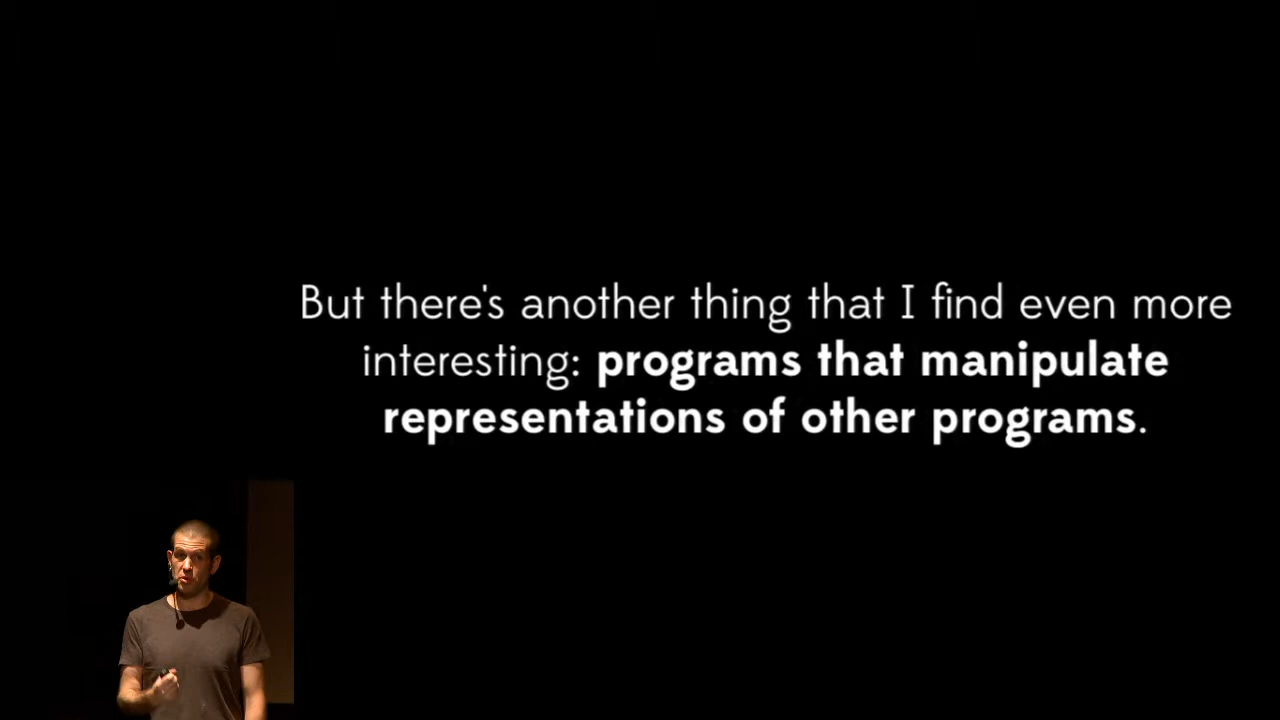 But there's another thing that I find even more
interesting: programs that manipulate
representations of other programs.